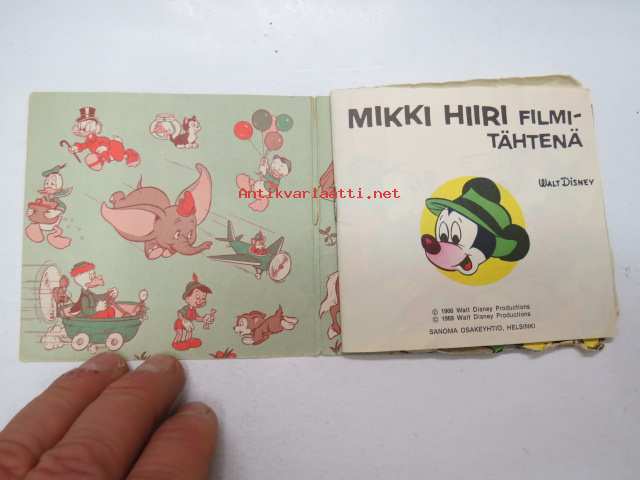 MIKKI HIIRI FILMI-
TÄHTENÄ
WALT DISNEY
© 1966 Walt Disney Productions
© 1968 Walt Disney Productions
SANOMA OSAKEYHTIÖ, HELSINKI
Antikvariaatti.net